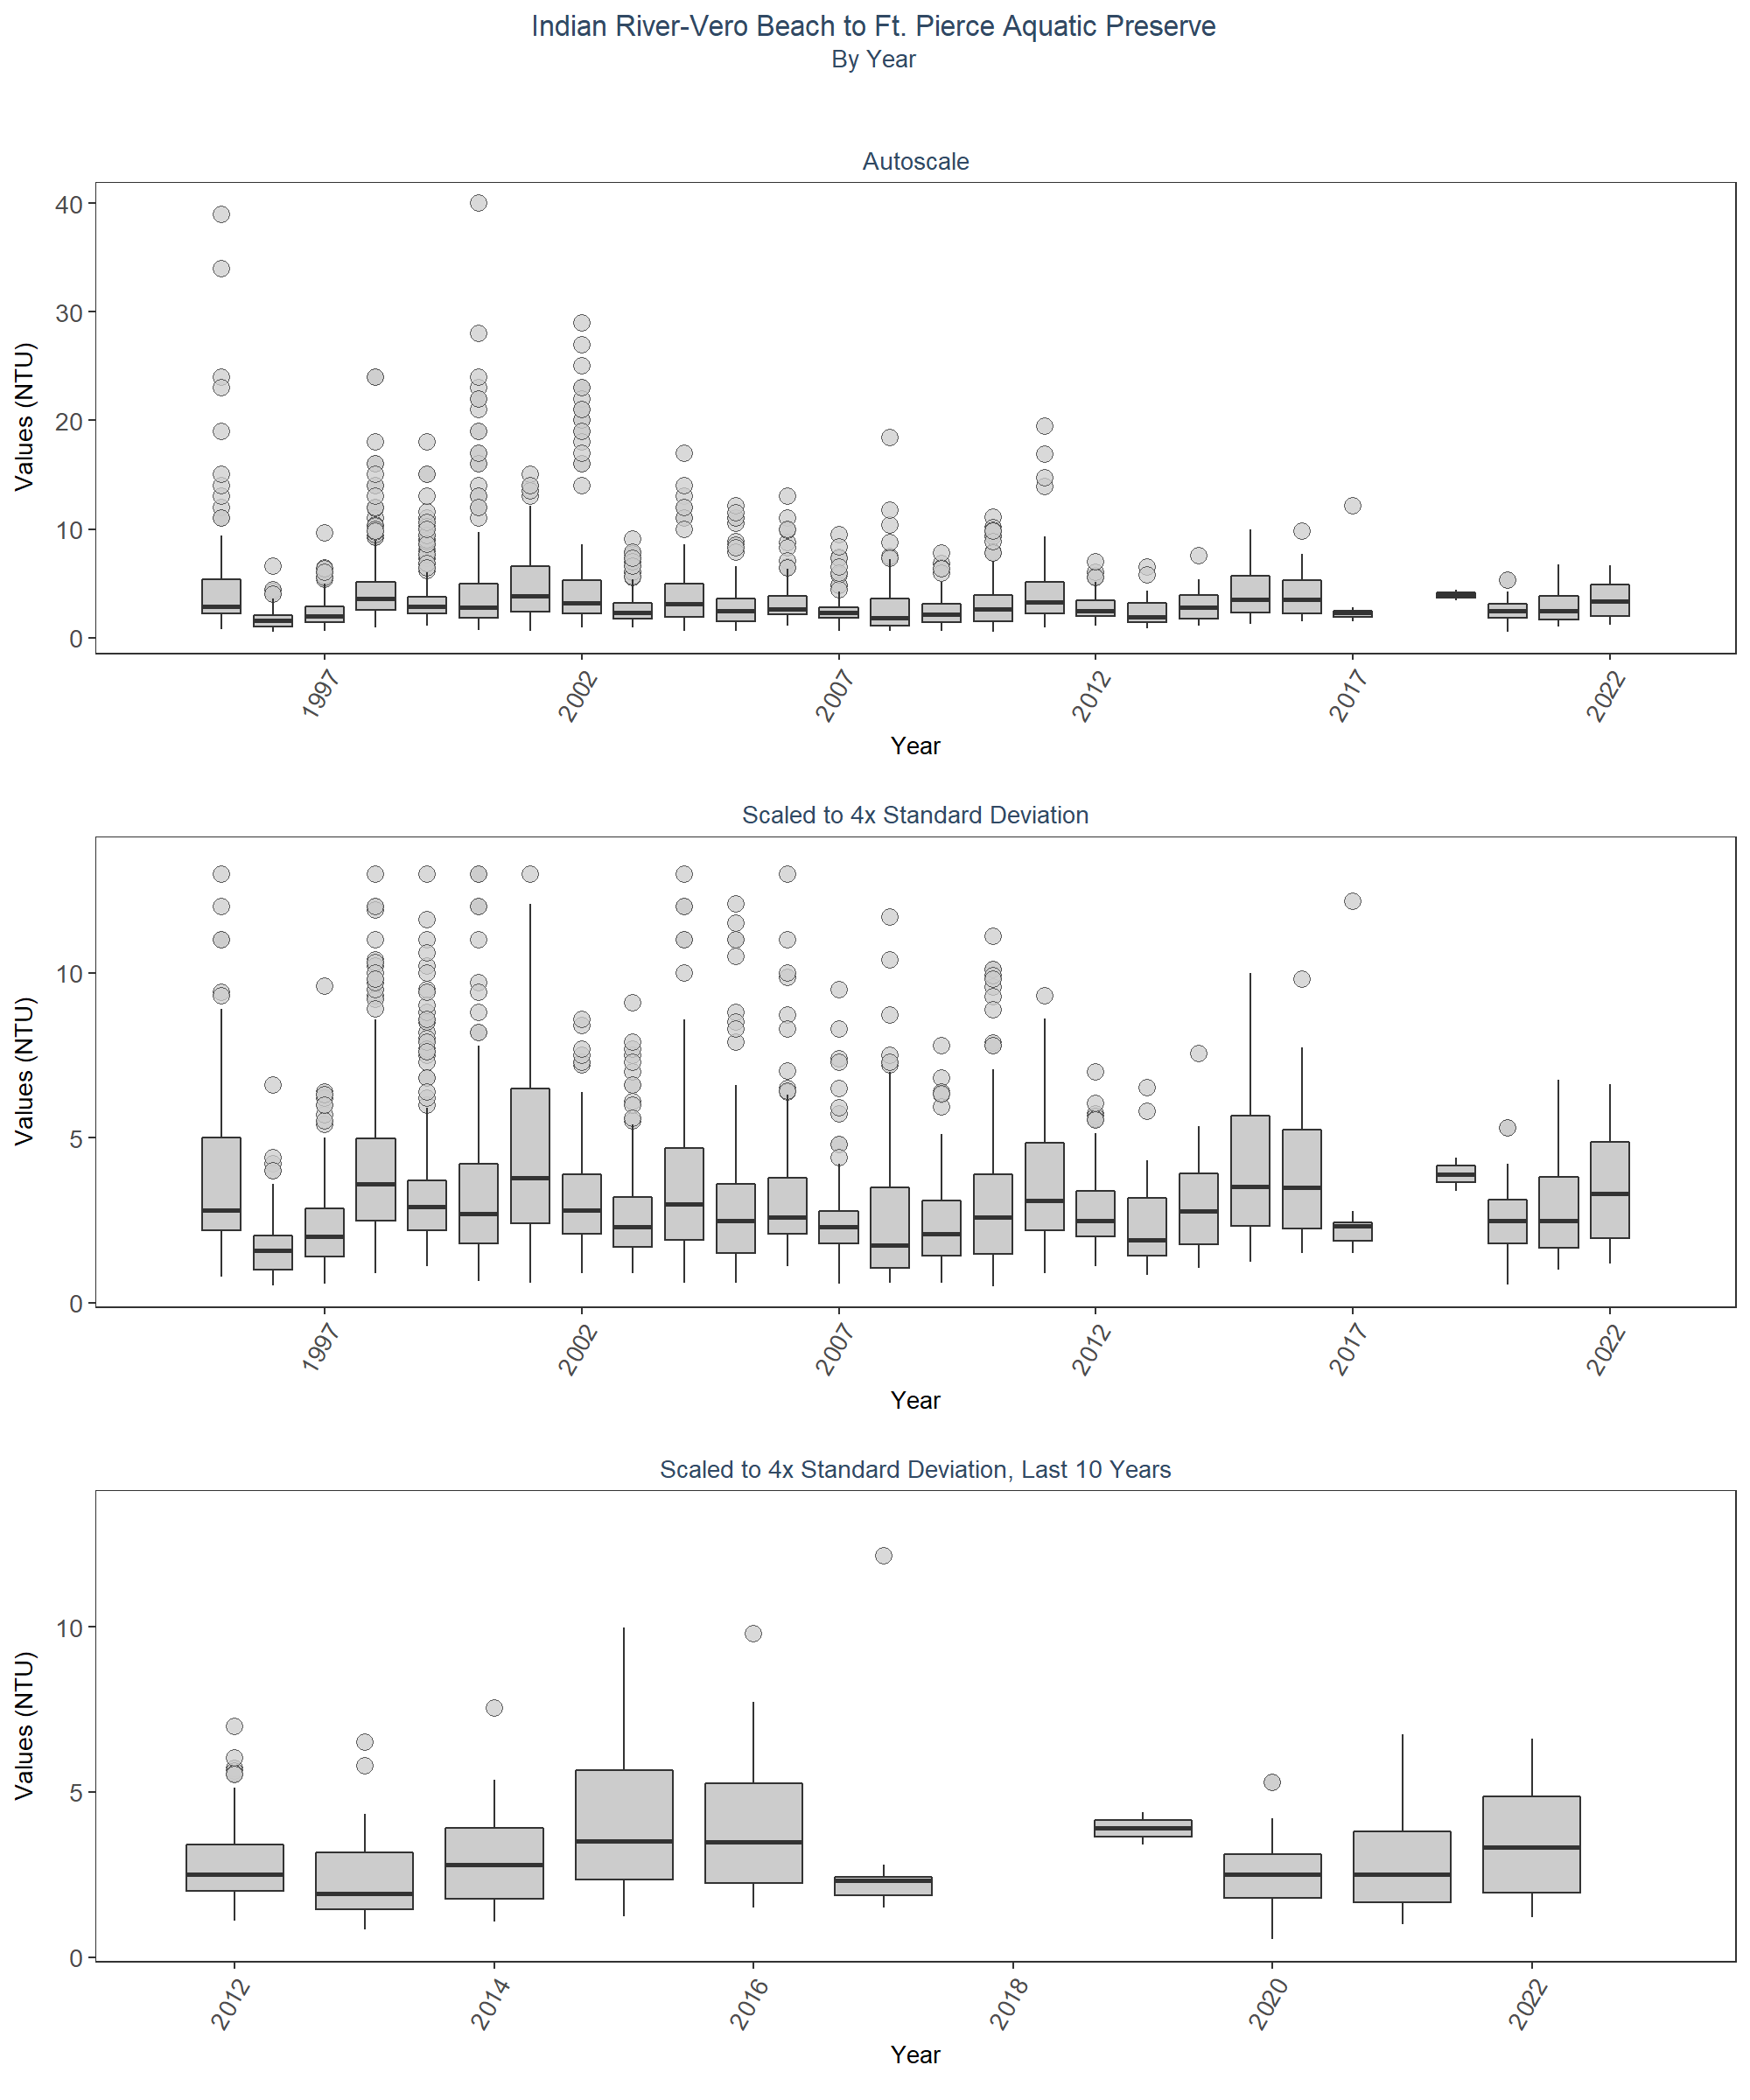 Indian River-Vero Beach to Ft. Pierce Aquatic Preserve
By Year
Autoscale
Values (NTU)
40
30
20
10
0
1997
2002
2007
2012
2017
2022
Year
Scaled to 4x Standard Deviation
Values (NTU)
10
5
0
1997
2002
2007
2012
2017
2022
Year
Scaled to 4x Standard Deviation, Last 10 Years
Values (NTU)
10
5
0
2012
2014
2016
2018
2020
2022
Year